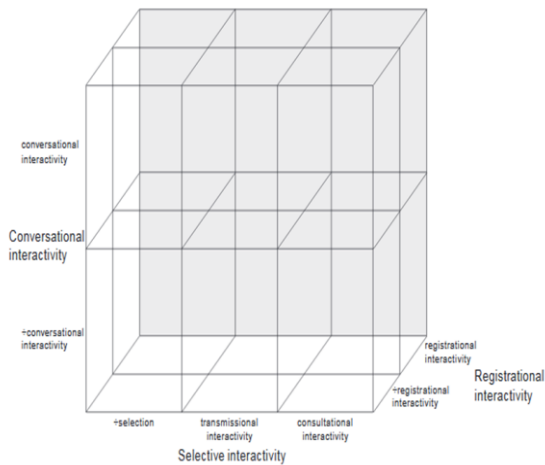 conversational
interactivity
Conversational
interactivity
÷conversational
interactivity
registrational
interactivity
Registrational
interactivity
÷registrational
interactivity
÷selection
transmissional
interactivity
consultational
interactivity
Selective interactivity